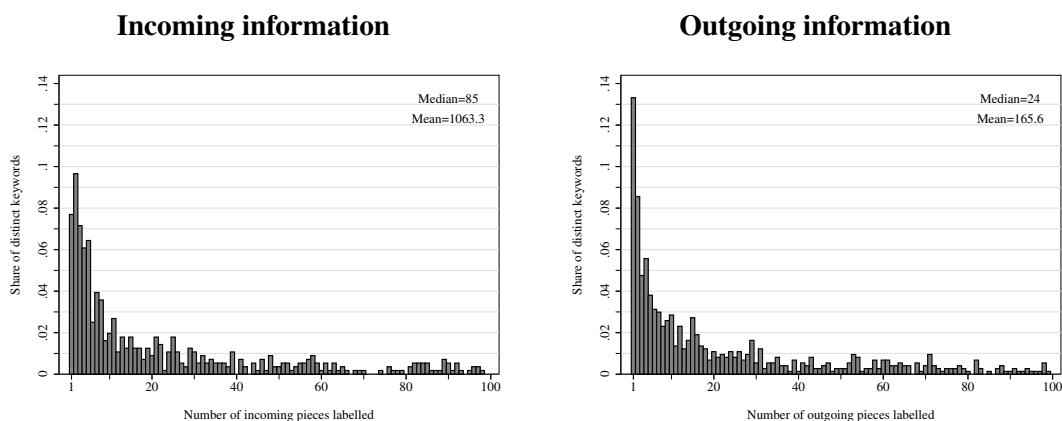 Incoming information
Median=85
Mean=1063.3
Share of distinct keywords
.14
.12
.1
.08
.06
.04
.02
0
1 20 40 60 80 100
Number of incoming pieces labelled
Outgoing information
Median=24
Mean=165.6
Share of distinct keywords
.14
.12
.1
.08
.06
.04
.02
0
1 20 40 60 80 100
Number of outgoing pieces labelled